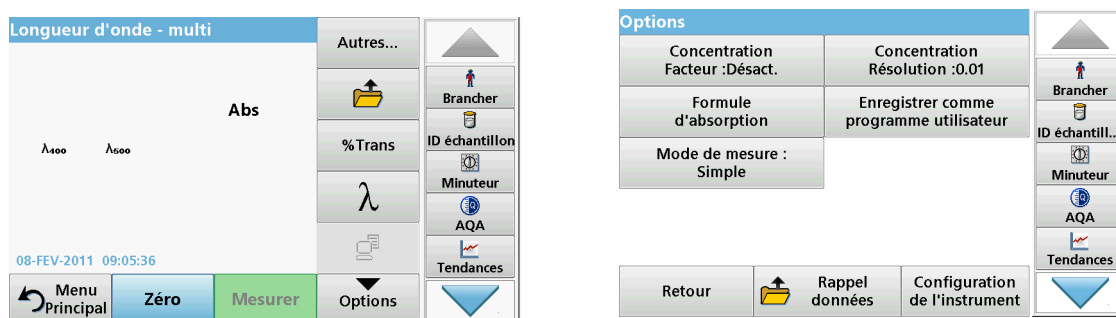 Longueur d'onde - multi
Abs
λ₄₀₀ λ₅₀₀
08-FEV-2011 09:05:36
Menu
Principal
Zéro
Mesurer
Autres...
%Trans
λ
Options
Brancher
ID échantillon
Minuteur
AQA
Tendances
Options
Concentration
Facteur :Désact.
Concentration
Résolution :0.01
Formule
d'absorption
Enregistrer comme
programme utilisateur
Mode de mesure :
Simple
Retour
Rappel
données
Configuration
de l'instrument
Brancher
ID échantill..
Minuteur
AQA
Tendances